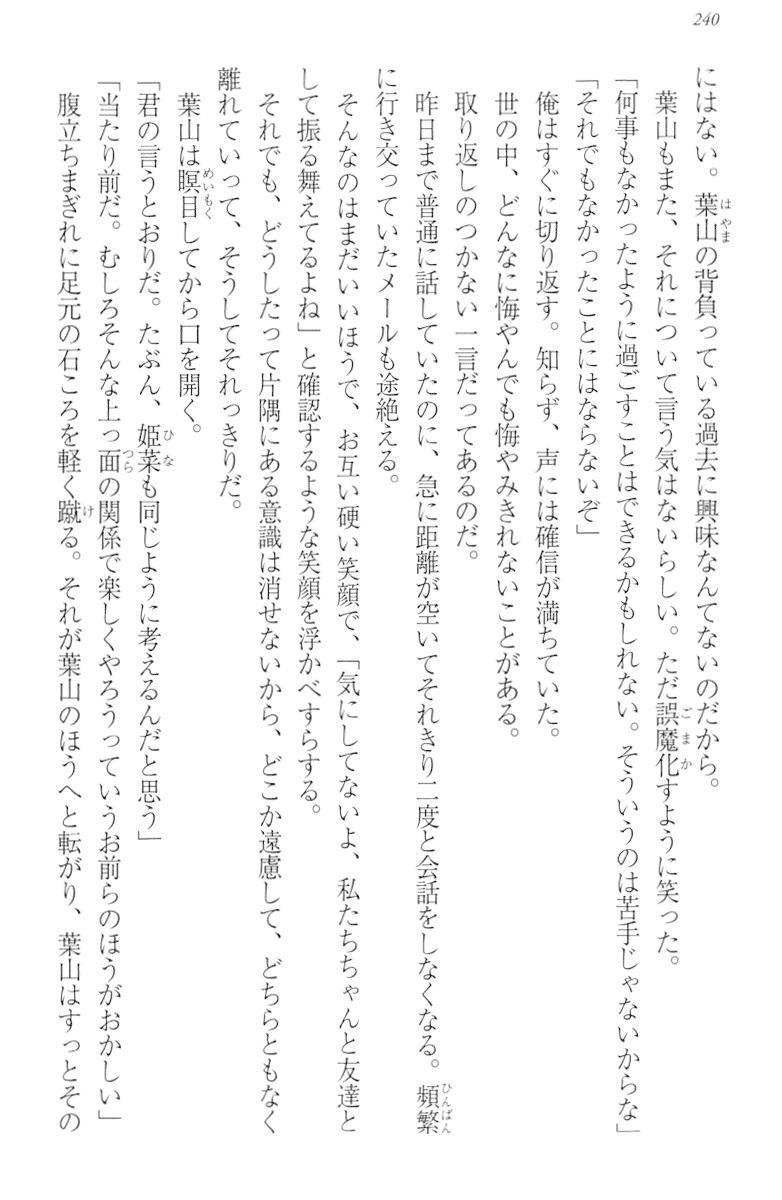 240
にはない。葉山の背負っている過去に興味なんてないのだから。
葉山もまた、それについて言う気はないらしい。ただ誤魔化すように笑った。
「何事もなかったように過ごすことはできるかもしれない。そういうのは苦手じゃないからな」
「それでもなかったことにはならないぞ」
俺はすぐに切り返す。知らず、声には確信が満ちていた。
世の中、どんなに悔やんでも悔やみきれないことがある。
取り返しのつかない一言だってあるのだ。
昨日まで普通に話していたのに、急に距離が空いてそれきり二度と会話をしなくなる。頻繁
に行き交っていたメールも途絶える。
そんなのはまだいいほうで、お互い硬い笑顔で、「気にしてないよ、私たちちゃんと友達と
して振る舞えてるよね」と確認するような笑顔を浮かべすらする。
それでも、どうしたって片隅にある意識は消せないから、どこか遠慮して、どちらともなく
離れていって、そうしてそれっきりだ。
葉山は瞑目してから口を開く。
「君の言うとおりだ。たぶん、姫菜も同じように考えるんだと思う」
「当たり前だ。むしろそんな上っ面の関係で楽しくやろうっていうお前らのほうがおかしい」
腹立ちまぎれに足元の石ころを軽く蹴る。それが葉山のほうへと転がり、葉山はすっとその